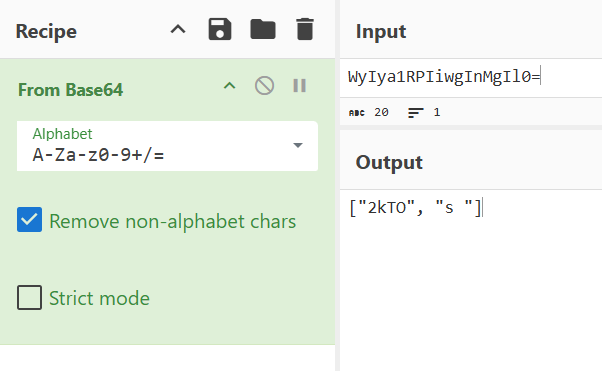 Recipe
From Base64
Alphabet
A-Za-z0-9+/=
Remove non-alphabet chars
Strict mode
Input
WyIya1RPIiwgInMgIl0=
ABC 20 1
Output
["2kTO", "s "]